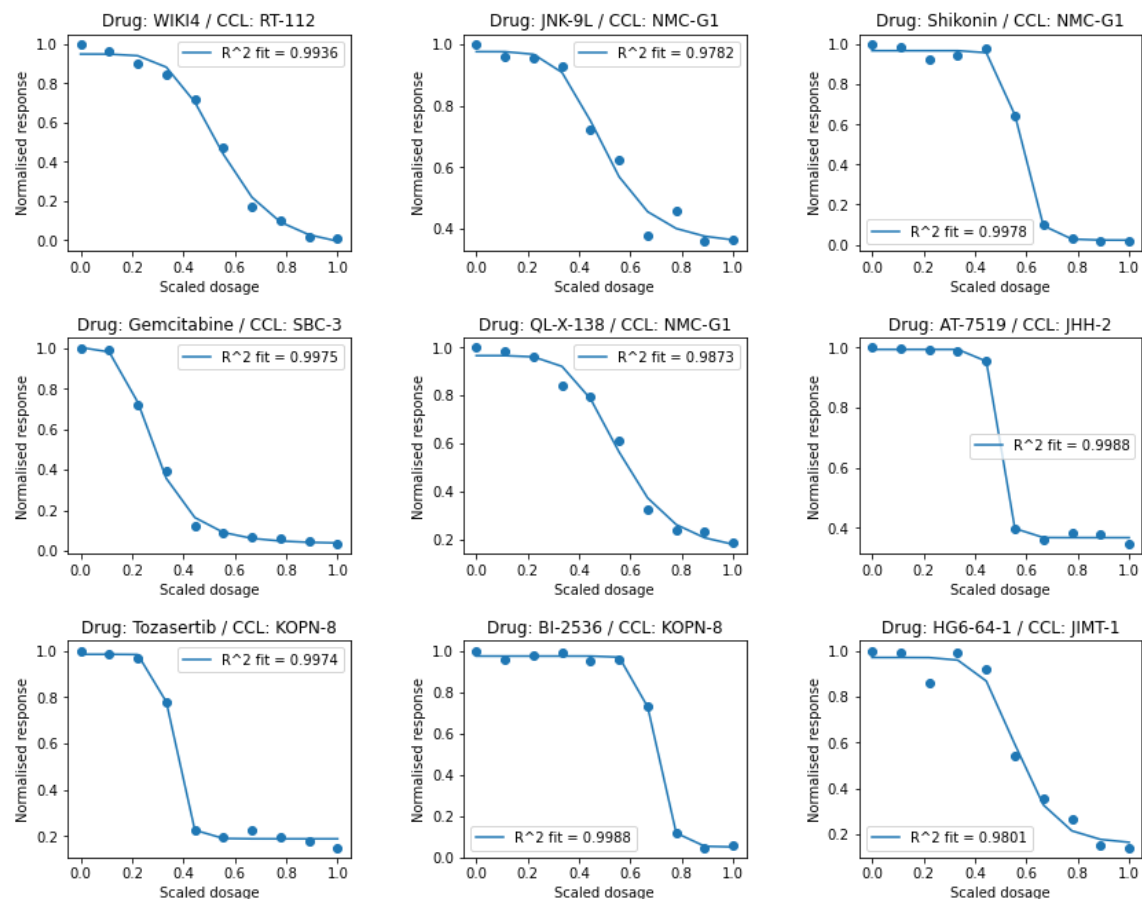 Drug: WIKI4 / CCL: RT-112
Normalised response
1.0
0.8
0.6
0.4
0.2
0.0
R^2 fit = 0.9936
0.0 0.2 0.4 0.6 0.8 1.0
Scaled dosage
Drug: JNK-9L / CCL: NMC-G1
Normalised response
1.0
0.8
0.6
0.4
R^2 fit = 0.9782
0.0 0.2 0.4 0.6 0.8 1.0
Scaled dosage
Drug: Shikonin / CCL: NMC-G1
Normalised response
1.0
0.8
0.6
0.4
0.2
0.0
R^2 fit = 0.9978
0.0 0.2 0.4 0.6 0.8 1.0
Scaled dosage
Drug: Gemcitabine / CCL: SBC-3
Normalised response
1.0
0.8
0.6
0.4
0.2
0.0
R^2 fit = 0.9975
0.0 0.2 0.4 0.6 0.8 1.0
Scaled dosage
Drug: QL-X-138 / CCL: NMC-G1
Normalised response
1.0
0.8
0.6
0.4
0.2
R^2 fit = 0.9873
0.0 0.2 0.4 0.6 0.8 1.0
Scaled dosage
Drug: AT-7519 / CCL: JHH-2
Normalised response
1.0
0.8
0.6
0.4
R^2 fit = 0.9988
0.0 0.2 0.4 0.6 0.8 1.0
Scaled dosage
Drug: Tozasertib / CCL: KOPN-8
Normalised response
1.0
0.8
0.6
0.4
0.2
R^2 fit = 0.9974
0.0 0.2 0.4 0.6 0.8 1.0
Scaled dosage
Drug: BI-2536 / CCL: KOPN-8
Normalised response
1.0
0.8
0.6
0.4
0.2
0.0
R^2 fit = 0.9988
0.0 0.2 0.4 0.6 0.8 1.0
Scaled dosage
Drug: HG6-64-1 / CCL: JIMT-1
Normalised response
1.0
0.8
0.6
0.4
0.2
R^2 fit = 0.9801
0.0 0.2 0.4 0.6 0.8 1.0
Scaled dosage